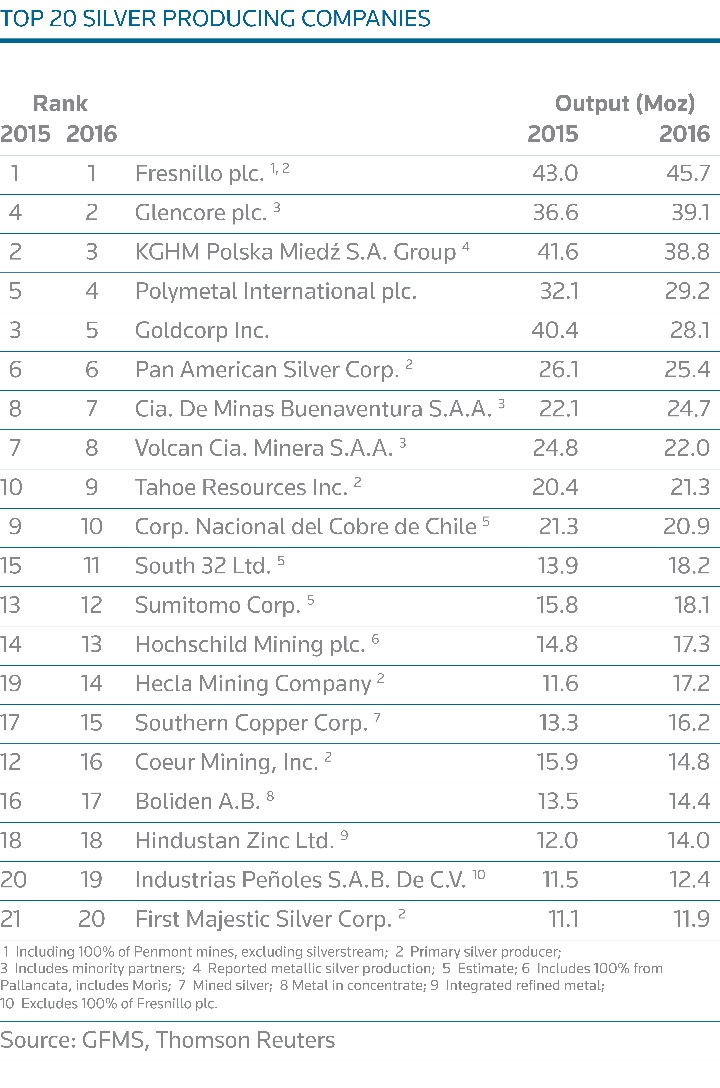 TOP 20 SILVER PRODUCING COMPANIES
Rank Output (Moz)
2015 2016 2015 2016
1 1 Fresnillo plc. 1, 2 43.0 45.7
4 2 Glencore plc. 3 36.6 39.1
2 3 KGHM Polska Miedź S.A. Group 4 41.6 38.8
5 4 Polymetal International plc. 32.1 29.2
3 5 Goldcorp Inc. 40.4 28.1
6 6 Pan American Silver Corp. 2 26.1 25.4
8 7 Cia. De Minas Buenaventura S.A.A. 3 22.1 24.7
7 8 Volcan Cia. Minera S.A.A. 3 24.8 22.0
10 9 Tahoe Resources Inc. 2 20.4 21.3
9 10 Corp. Nacional del Cobre de Chile 5 21.3 20.9
15 11 South 32 Ltd. 5 13.9 18.2
13 12 Sumitomo Corp. 5 15.8 18.1
14 13 Hochschild Mining plc. 6 14.8 17.3
19 14 Hecla Mining Company 2 11.6 17.2
17 15 Southern Copper Corp. 7 13.3 16.2
12 16 Coeur Mining, Inc. 2 15.9 14.8
16 17 Boliden A.B. 8 13.5 14.4
18 18 Hindustan Zinc Ltd. 9 12.0 14.0
20 19 Industrias Peñoles S.A.B. De C.V. 10 11.5 12.4
21 20 First Majestic Silver Corp. 2 11.1 11.9
1 Including 100% of Penmont mines, excluding silverstream; 2 Primary silver producer;
3 Includes minority partners; 4 Reported metallic silver production; 5 Estimate; 6 Includes 100% from
Pallancata, includes Moris; 7 Mined silver; 8 Metal in concentrate; 9 Integrated refined metal;
10 Excludes 100% of Fresnillo plc.
Source: GFMS, Thomson Reuters